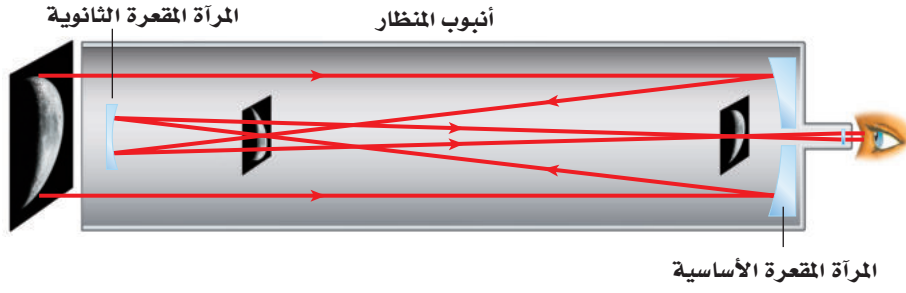 أنبوب المنظار
المرآة المقعرة الثانوية
المرآة المقعرة الأساسية